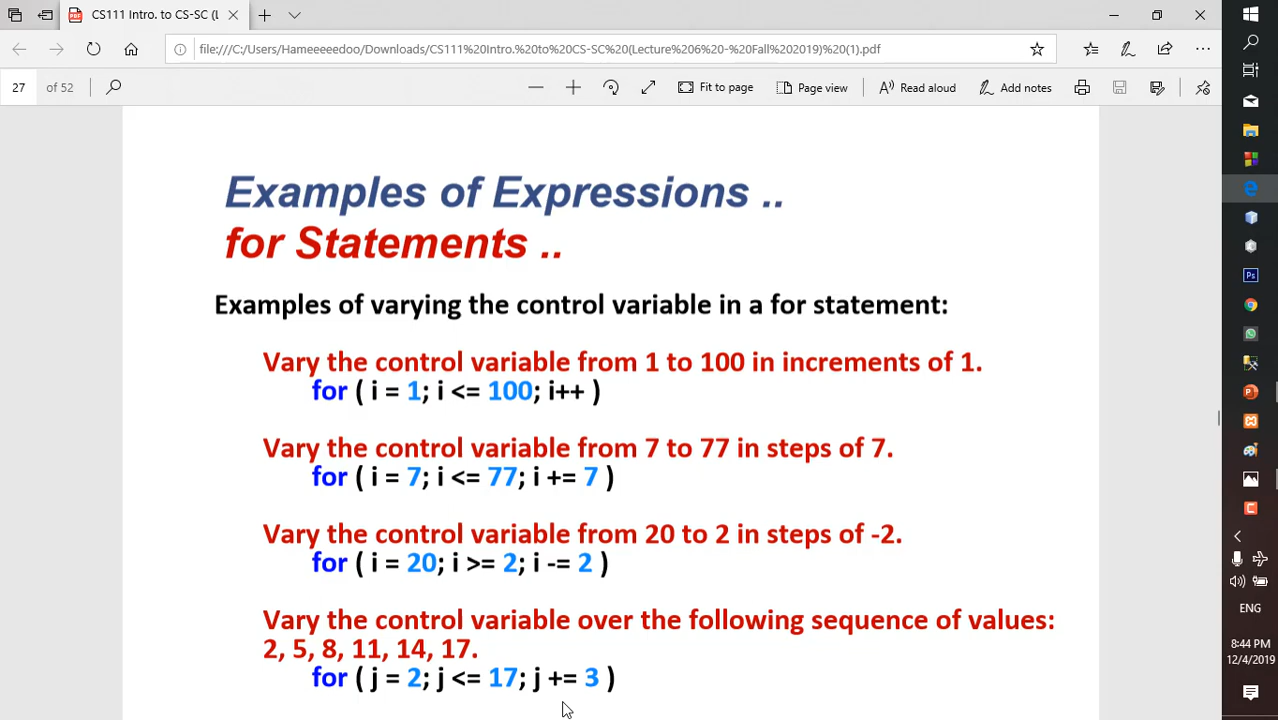 CS111 Intro. to CS-SC (L
file:///C:/Users/Hameeeeedoo/Downloads/CS111%20Intro.%20to%20CS-SC%20(Lecture%206%20-%20Fall%202019)%20(1).pdf
27 of 52 Fit to page Page view Read aloud Add notes
Examples of Expressions ..
for Statements ..
Examples of varying the control variable in a for statement:
Vary the control variable from 1 to 100 in increments of 1.
for ( i = 1; i <= 100; i++ )
Vary the control variable from 7 to 77 in steps of 7.
for ( i = 7; i <= 77; i += 7 )
Vary the control variable from 20 to 2 in steps of -2.
for ( i = 20; i >= 2; i -= 2 )
Vary the control variable over the following sequence of values:
2, 5, 8, 11, 14, 17.
for ( j = 2; j <= 17; j += 3 )
ENG
8:44 PM
12/4/2019